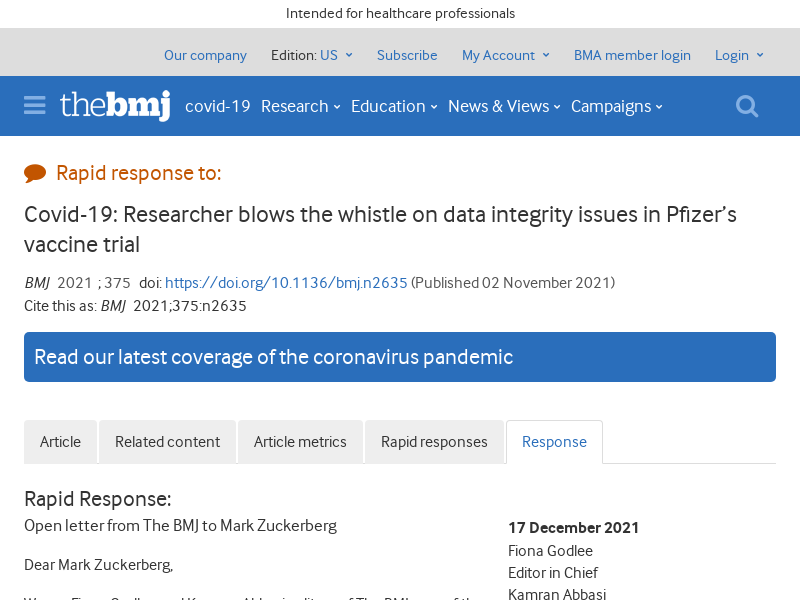 Intended for healthcare professionals
Our company Edition: US Subscribe My Account BMA member login Login
thebmj covid-19 Research Education News & Views Campaigns
Rapid response to:
Covid-19: Researcher blows the whistle on data integrity issues in Pfizer’s
vaccine trial
BMJ 2021 ; 375 doi: https://doi.org/10.1136/bmj.n2635 (Published 02 November 2021)
Cite this as: BMJ 2021;375:n2635
Read our latest coverage of the coronavirus pandemic
Article Related content Article metrics Rapid responses Response
Rapid Response:
Open letter from The BMJ to Mark Zuckerberg
Dear Mark Zuckerberg,
17 December 2021
Fiona Godlee
Editor in Chief
Kamran Abbasi